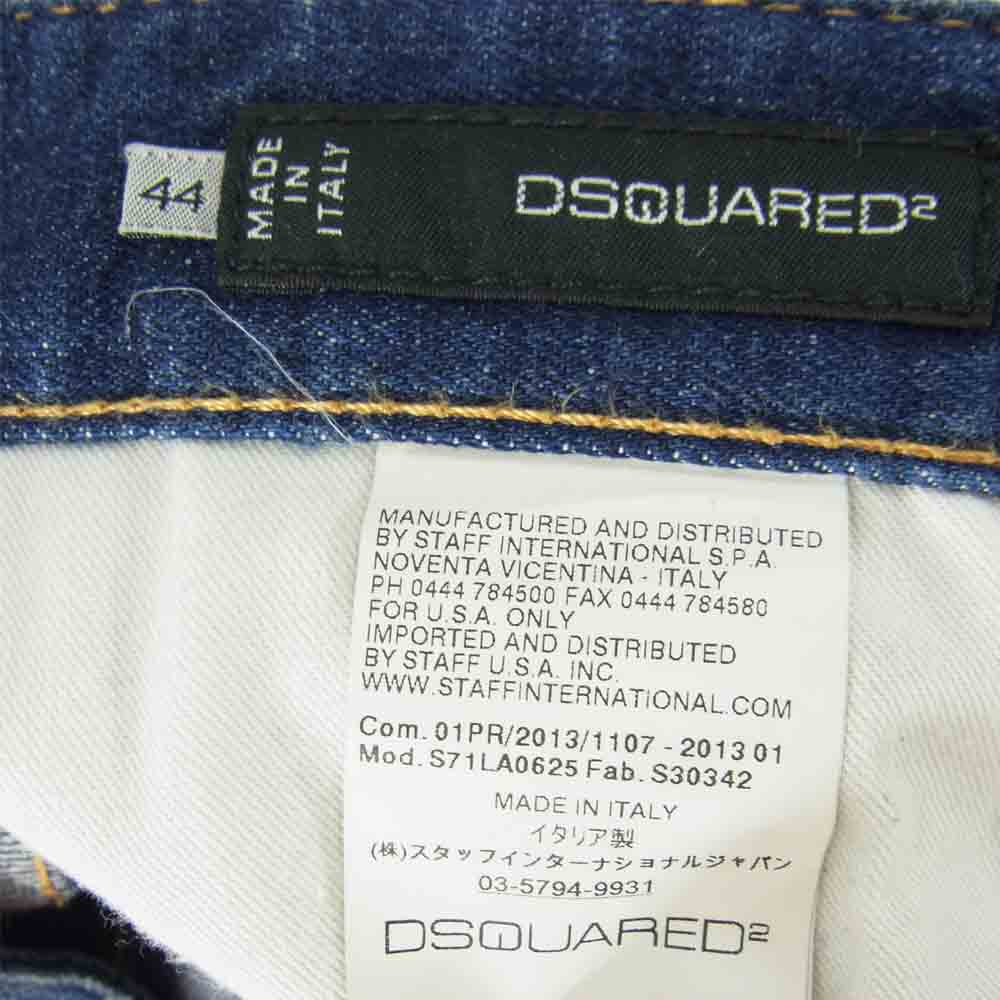 44
MADE
IN
ITALY
DSQUARED²
MANUFACTURED AND DISTRIBUTED
BY STAFF INTERNATIONAL S.P.A.
NOVENTA VICENTINA - ITALY
PH 0444 784500 FAX 0444 784580
FOR U.S.A. ONLY
IMPORTED AND DISTRIBUTED
BY STAFF U.S.A. INC.
WWW.STAFFINTERNATIONAL.COM
Com. 01PR/2013/1107 - 2013 01
Mod. S71LA0625 Fab. S30342
MADE IN ITALY
イタリア製
(株)スタッフインターナショナルジャパン
03-5794-9931
DSQUARED²